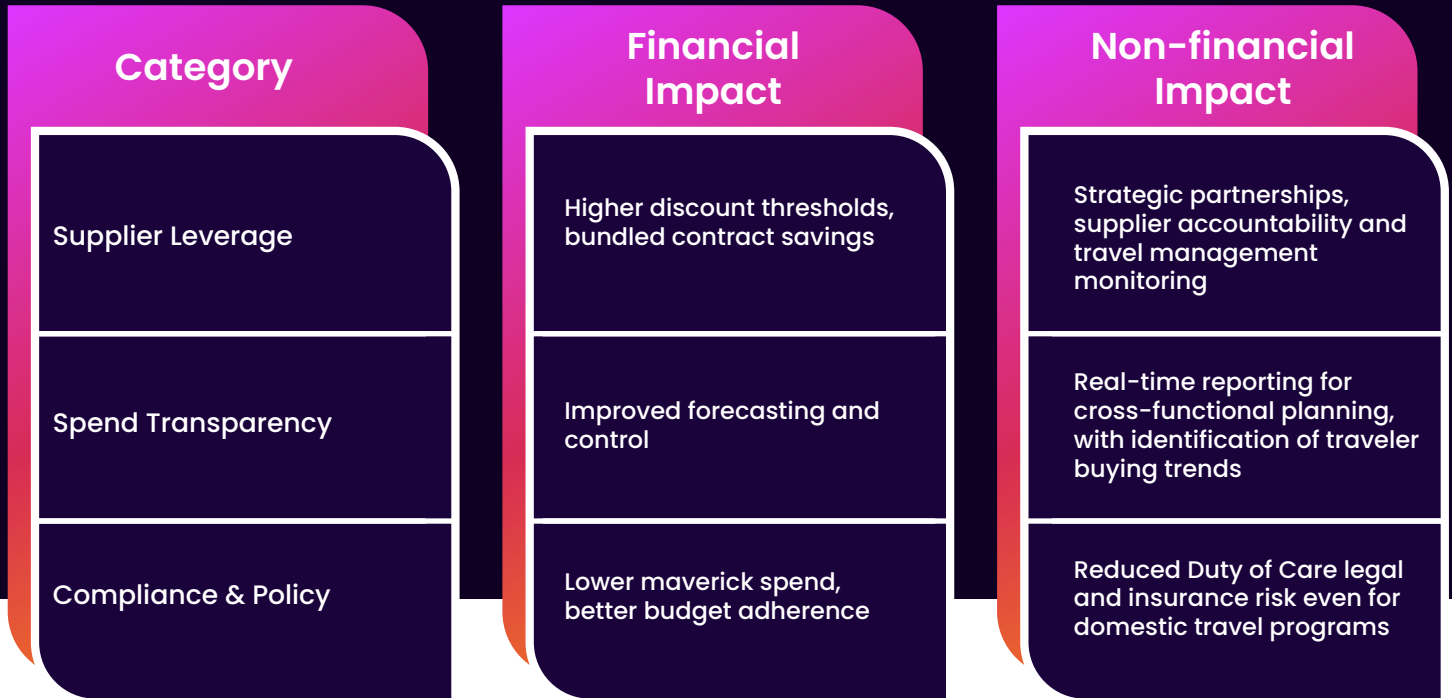 Category
Financial
Impact
Non-financial
Impact
Supplier Leverage
Higher discount thresholds,
bundled contract savings
Strategic partnerships,
supplier accountability and
travel management
monitoring
Spend Transparency
Improved forecasting and
control
Real-time reporting for
cross-functional planning,
with identification of traveler
buying trends
Compliance & Policy
Lower maverick spend,
better budget adherence
Reduced Duty of Care legal
and insurance risk even for
domestic travel programs